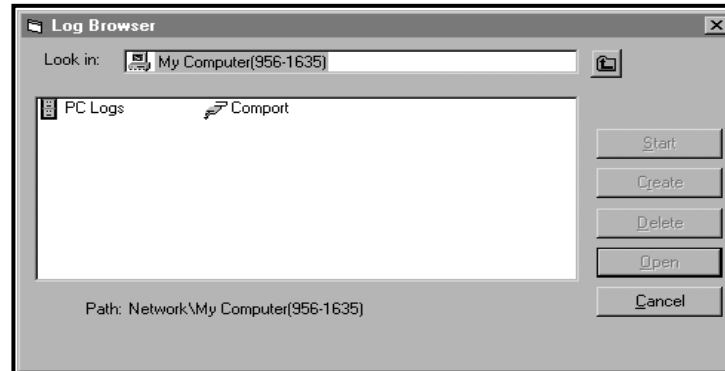 Log Browser
Look in: My Computer(956-1635)
PC Logs Comport
Start
Create
Delete
Open
Cancel
Path: Network\My Computer(956-1635)